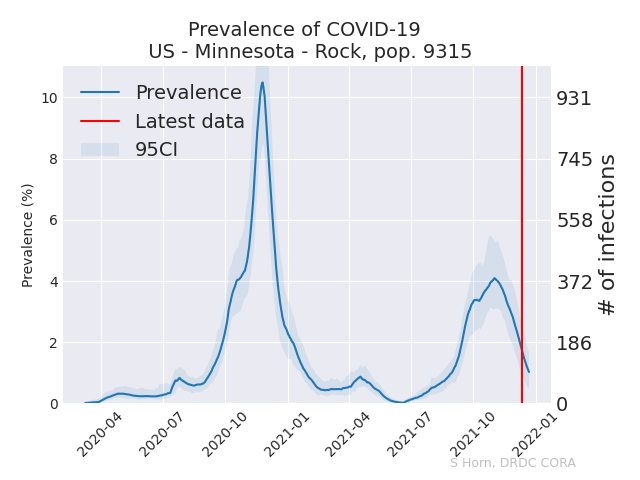 Prevalence of COVID-19
US - Minnesota - Rock, pop. 9315
Prevalence
Latest data
95CI
Prevalence (%)
10
8
6
4
2
0
931
745
558
372
186
0
# of infections
2020-04
2020-07
2020-10
2021-01
2021-04
2021-07
2021-10
2022-01
S Horn, DRDC CORA